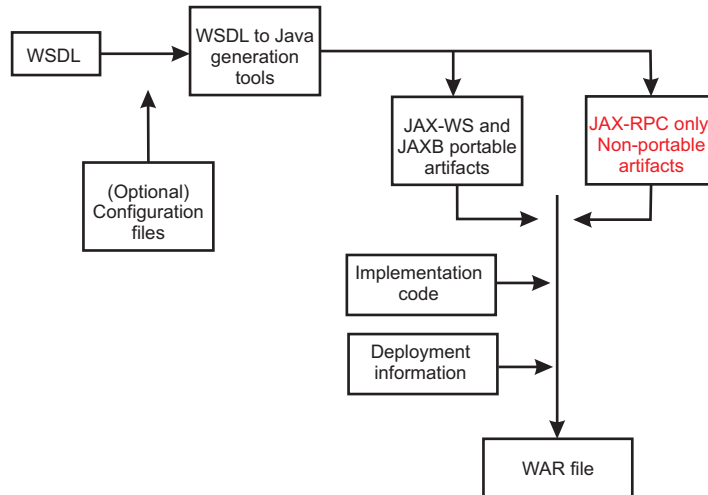 WSDL
WSDL to Java
generation
tools
JAX-WS and
JAXB portable
artifacts
JAX-RPC only
Non-portable
artifacts
(Optional)
Configuration
files
Implementation
code
Deployment
information
WAR file